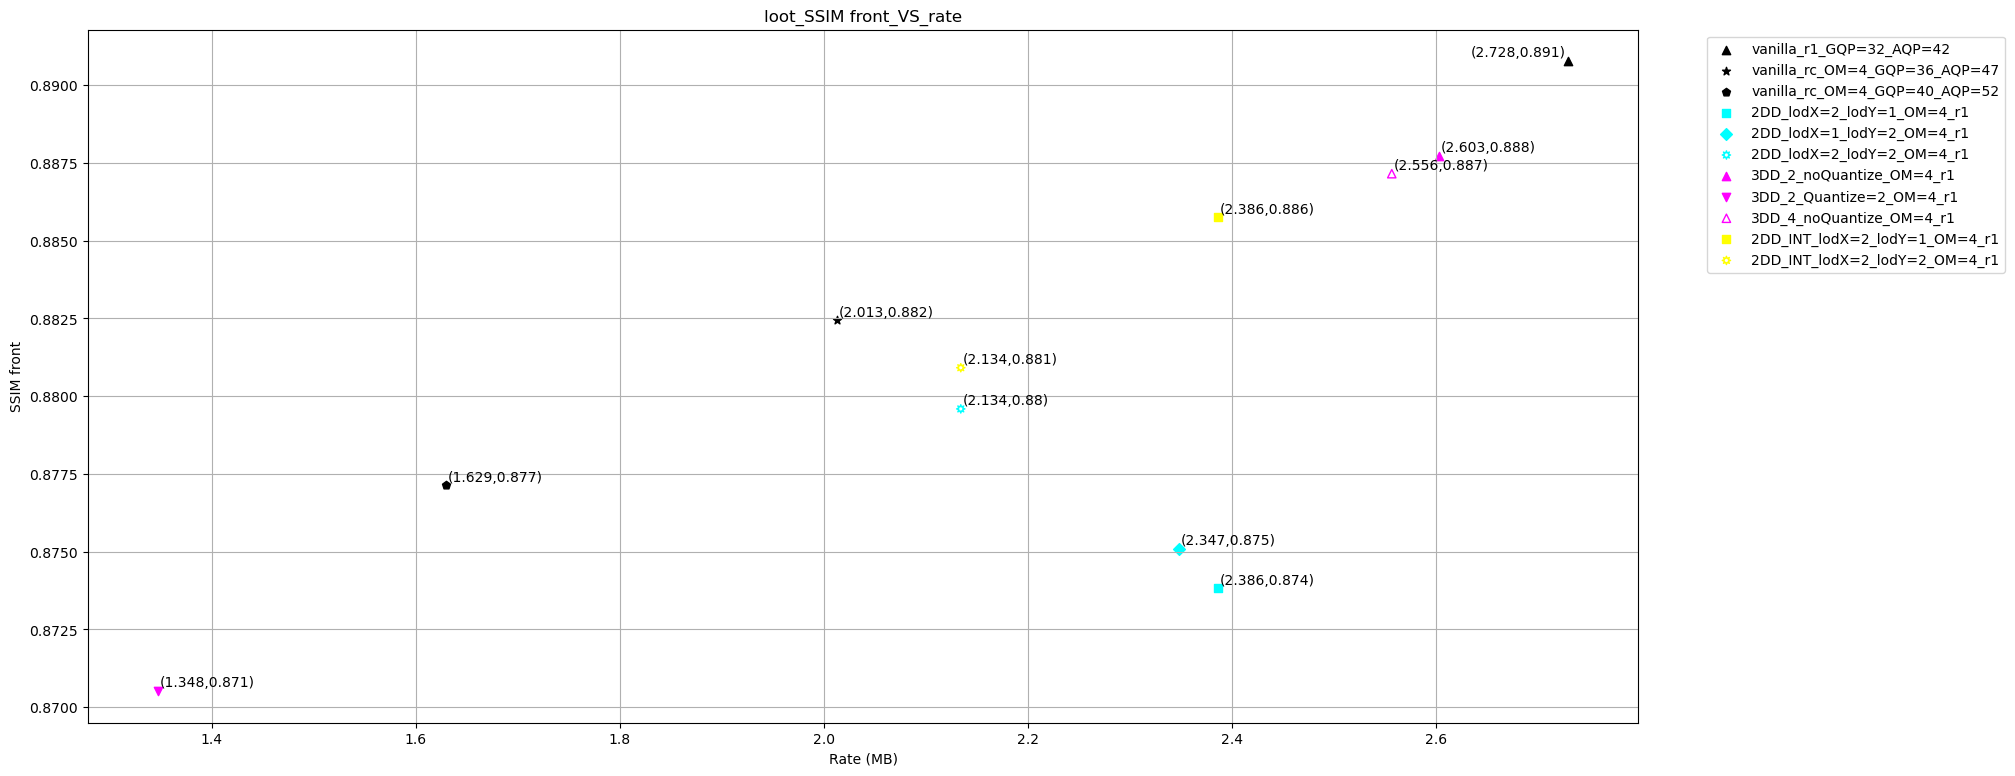 loot_SSIM front_VS_rate
(2.728,0.891)
(2.603,0.888)
(2.556,0.887)
(2.386,0.886)
(2.013,0.882)
(2.134,0.881)
(2.134,0.88)
(1.629,0.877)
(2.347,0.875)
(2.386,0.874)
(1.348,0.871)
0.8900
0.8875
0.8850
0.8825
0.8800
0.8775
0.8750
0.8725
0.8700
SSIM front
1.4 1.6 1.8 2.0 2.2 2.4 2.6
Rate (MB)
vanilla_r1_GQP=32_AQP=42
vanilla_rc_OM=4_GQP=36_AQP=47
vanilla_rc_OM=4_GQP=40_AQP=52
2DD_lodX=2_lodY=1_OM=4_r1
2DD_lodX=1_lodY=2_OM=4_r1
2DD_lodX=2_lodY=2_OM=4_r1
3DD_2_noQuantize_OM=4_r1
3DD_2_Quantize=2_OM=4_r1
3DD_4_noQuantize_OM=4_r1
2DD_INT_lodX=2_lodY=1_OM=4_r1
2DD_INT_lodX=2_lodY=2_OM=4_r1